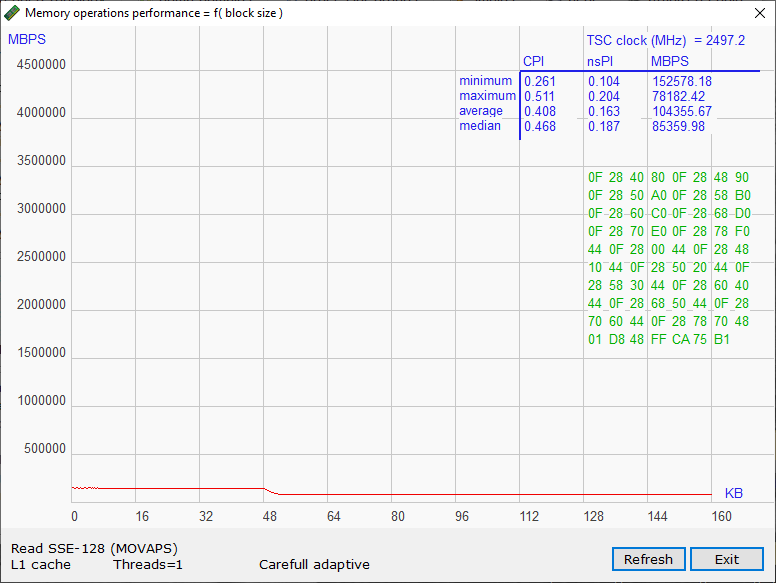 Memory operations performance = f( block size )
MBPS
TSC clock (MHz) = 2497.2
CPI nsPI MBPS
minimum 0.261 0.104 152578.18
maximum 0.511 0.204 78182.42
average 0.408 0.163 104355.67
median 0.468 0.187 85359.98
4500000
4000000
3500000
3000000
2500000
2000000
1500000
1000000
500000
0F 28 40 80 0F 28 48 90
0F 28 50 A0 0F 28 58 B0
0F 28 60 C0 0F 28 68 D0
0F 28 70 E0 0F 28 78 F0
44 0F 28 00 44 0F 28 48
10 44 0F 28 50 20 44 0F
28 58 30 44 0F 28 60 40
44 0F 28 68 50 44 0F 28
70 60 44 0F 28 78 70 48
01 D8 48 FF CA 75 B1
KB
0 16 32 48 64 80 96 112 128 144 160
Read SSE-128 (MOVAPS)
L1 cache Threads=1 Carefull adaptive
Refresh Exit